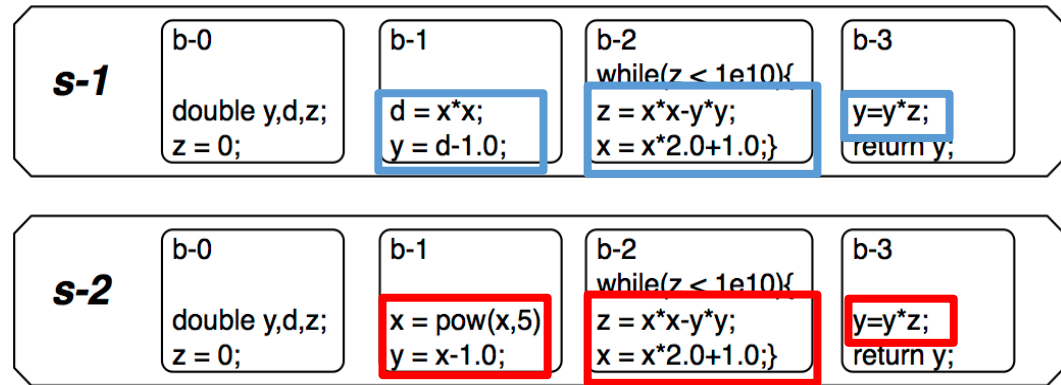 s-1
b-0
double y,d,z;
z = 0;
b-1
d = x*x;
y = d-1.0;
b-2
while(z < 1e10){
z = x*x-y*y;
x = x*2.0+1.0;}
b-3
y=y*z;
return y;
s-2
b-0
double y,d,z;
z = 0;
b-1
x = pow(x,5)
y = x-1.0;
b-2
while(z < 1e10){
z = x*x-y*y;
x = x*2.0+1.0;}
b-3
y=y*z;
return y;